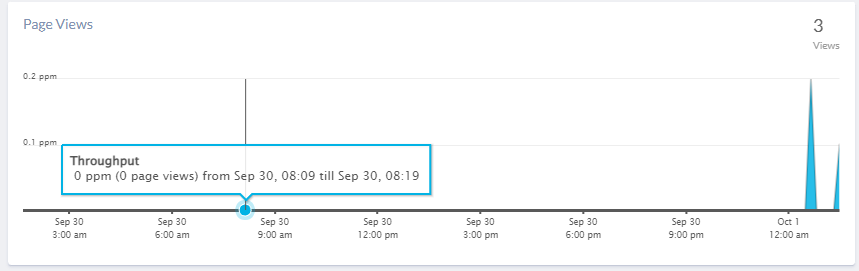 Page Views
3
Views
0.2 ppm
0.1 ppm
Throughput
0 ppm (0 page views) from Sep 30, 08:09 till Sep 30, 08:19
Sep 30 Sep 30 Sep 30 Sep 30 Sep 30 Sep 30 Sep 30 Oct 1
3:00 am 6:00 am 9:00 am 12:00 pm 3:00 pm 6:00 pm 9:00 pm 12:00 am